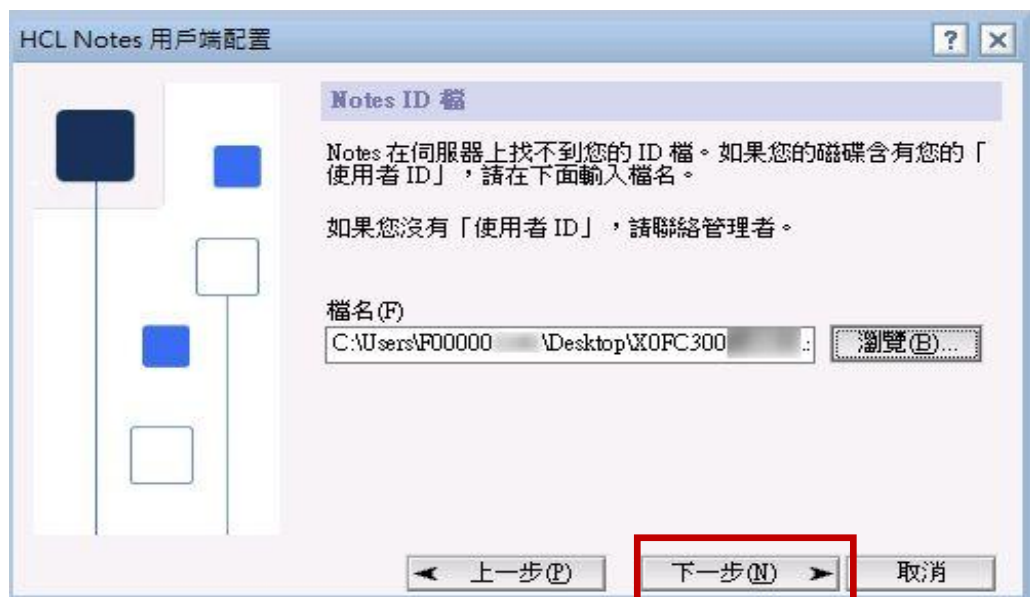 HCL Notes 用戶端配置
Notes ID 檔
Notes 在伺服器上找不到您的 ID 檔。如果您的磁碟含有您的「
使用者 ID」,請在下面輸入檔名。
如果您沒有「使用者 ID」,請聯絡管理者。
檔名(F)
C:\Users\F00000 \Desktop\X0FC300 瀏覽(B)...
上一步(P) 下一步(N) 取消